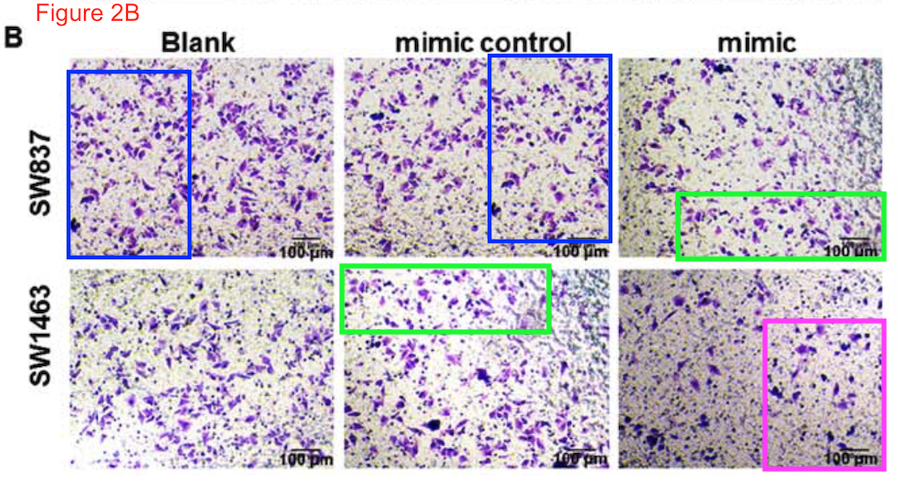 Figure 2B
B
Blank mimic control mimic
SW837
100 µm 100 µm 100 µm
SW1463
100 µm 100 µm 100 µm